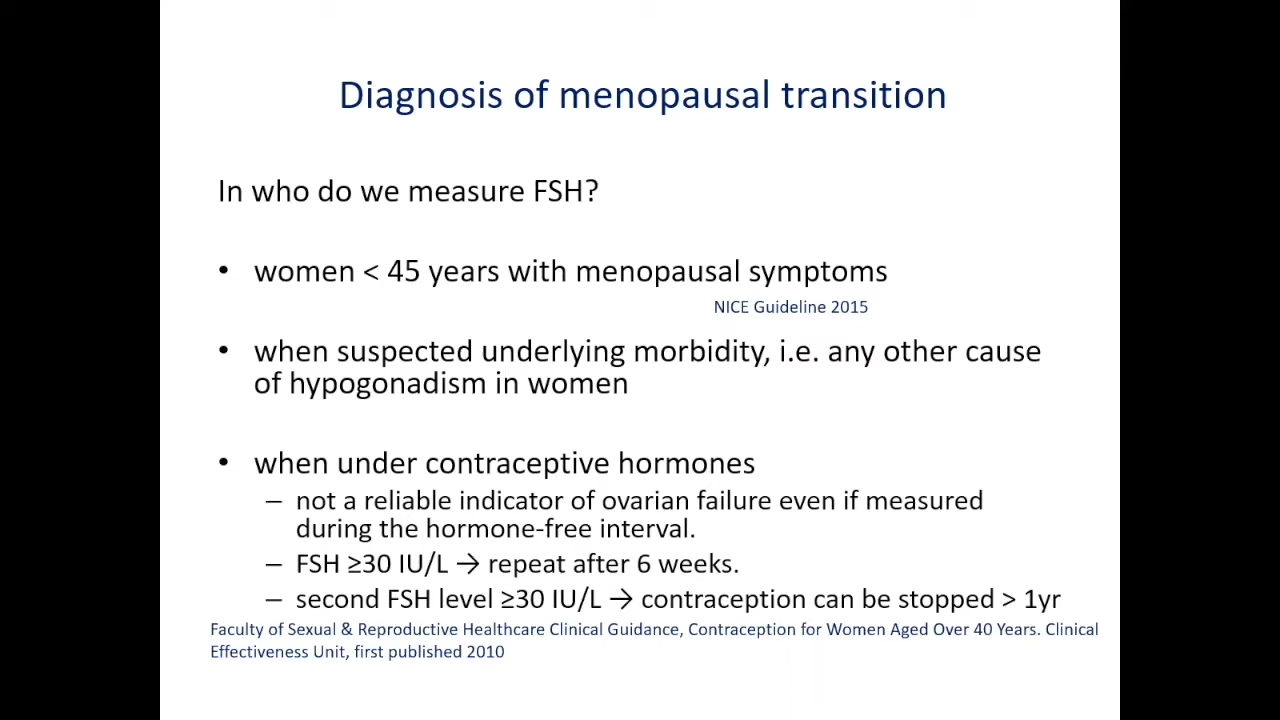 Diagnosis of menopausal transition
In who do we measure FSH?
• women < 45 years with menopausal symptoms
NICE Guideline 2015
• when suspected underlying morbidity, i.e. any other cause
of hypogonadism in women
• when under contraceptive hormones
– not a reliable indicator of ovarian failure even if measured
during the hormone-free interval.
– FSH ≥30 IU/L → repeat after 6 weeks.
– second FSH level ≥30 IU/L → contraception can be stopped > 1yr
Faculty of Sexual & Reproductive Healthcare Clinical Guidance, Contraception for Women Aged Over 40 Years. Clinical
Effectiveness Unit, first published 2010